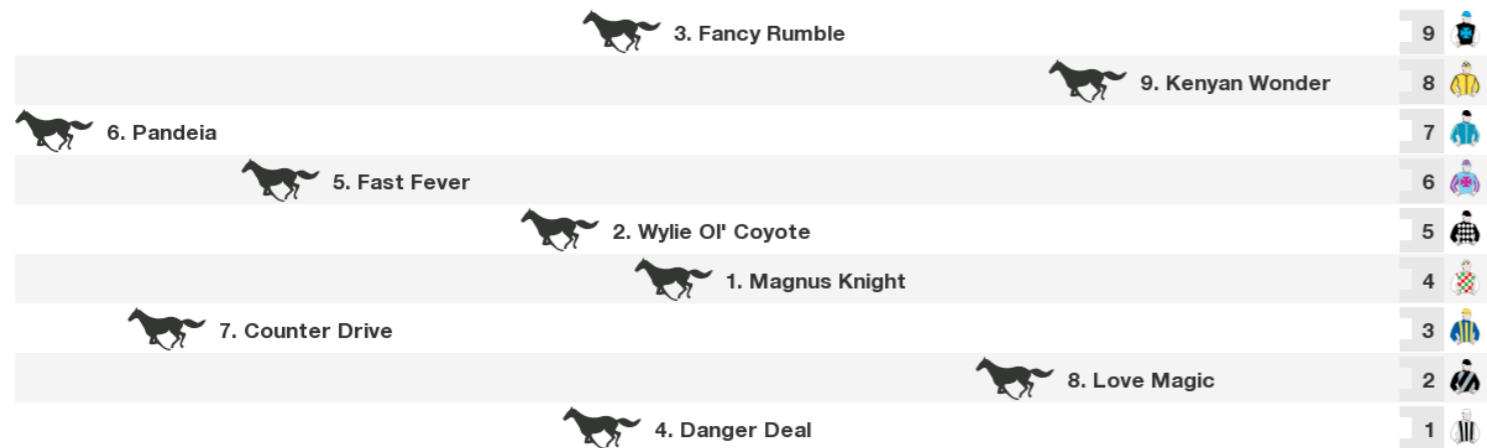 3. Fancy Rumble 9
9. Kenyan Wonder 8
6. Pandeia 7
5. Fast Fever 6
2. Wylie Ol' Coyote 5
1. Magnus Knight 4
7. Counter Drive 3
8. Love Magic 2
4. Danger Deal 1